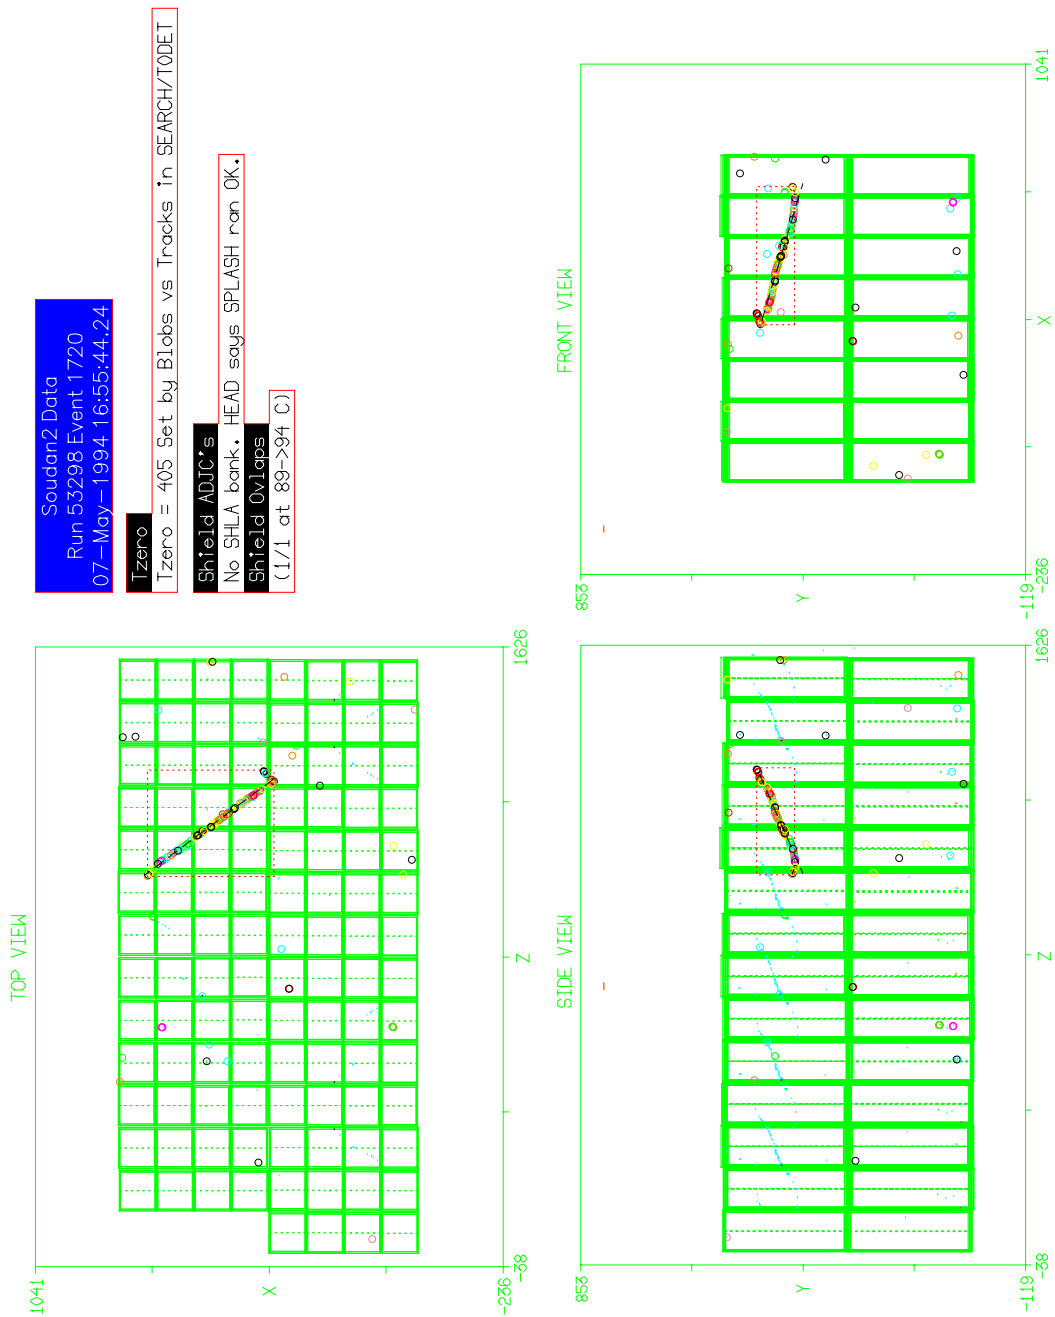 Soudan2 Data
Run 53298 Event 1720
07-May-1994 16:55:44.24
Tzero
Tzero = 405 Set by Blobs vs Tracks in SEARCH/TODET
Shield ADJC's
No SHLA bank. HEAD says SPLASH ran OK.
Shield Ovlaps
(1/1 at 89->94 C)
TOP VIEW
1041
X
-236
-38
Z
1626
FRONT VIEW
853
Y
-119
-236
X
1041
SIDE VIEW
853
Y
-119
-38
Z
1626